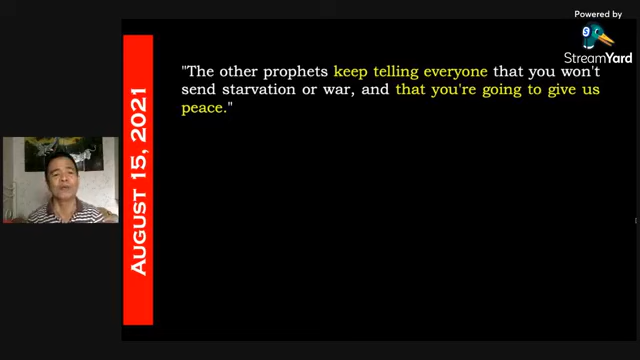 Powered by
S
StreamYard
AUGUST 15, 2021
"The other prophets keep telling everyone that you won't
send starvation or war, and that you're going to give us
peace."